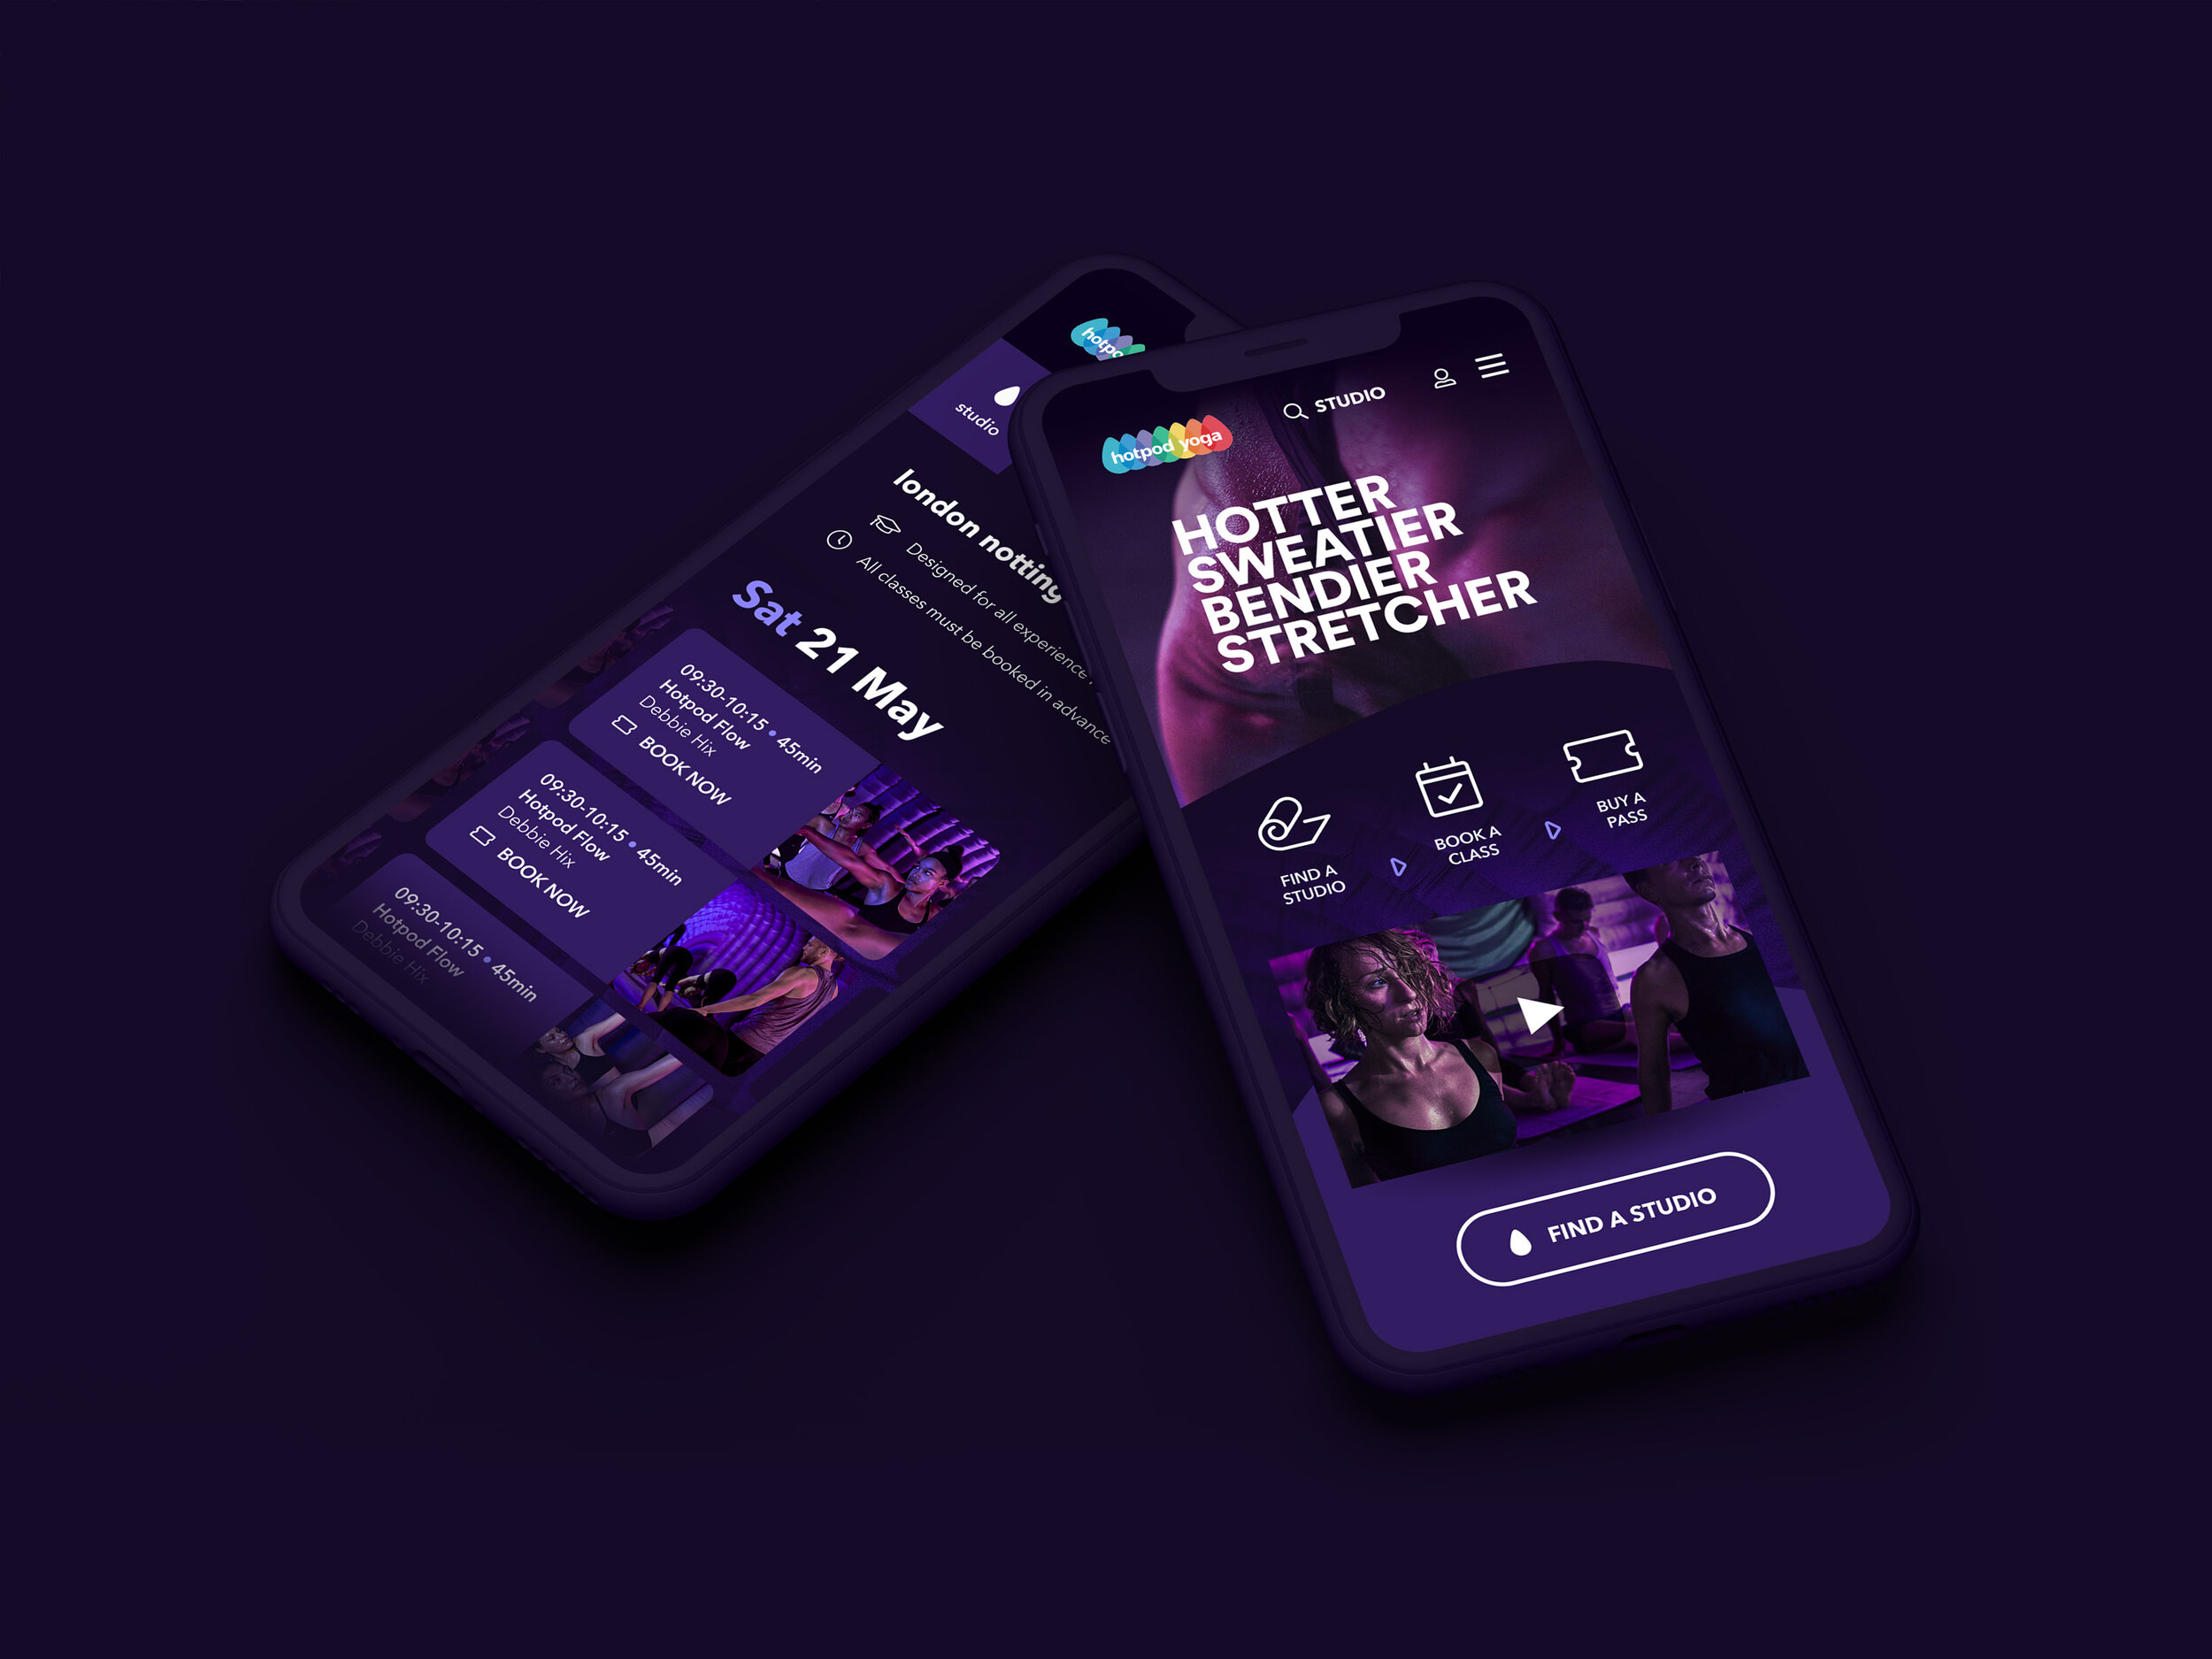 hotpo
studio
london notting
Designed for all experience
All classes must be booked in advance
Sat 21 May
09:30-10:15 • 45min
Hotpod Flow
Debbie Hix
BOOK NOW
09:30-10:15 • 45min
Hotpod Flow
Debbie Hix
BOOK NOW
09:30-10:15 • 45min
Hotpod Flow
Debbie Hix
STUDIO
hotpod yoga
HOTTER
SWEATIER
BENDIER
STRETCHER
FIND A
STUDIO
BOOK A
CLASS
BUY A
PASS
FIND A STUDIO